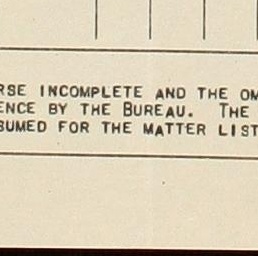 RSE INCOMPLETE AND THE OM
ENCE BY THE BUREAU. THE
SUMED FOR THE MATTER LIST